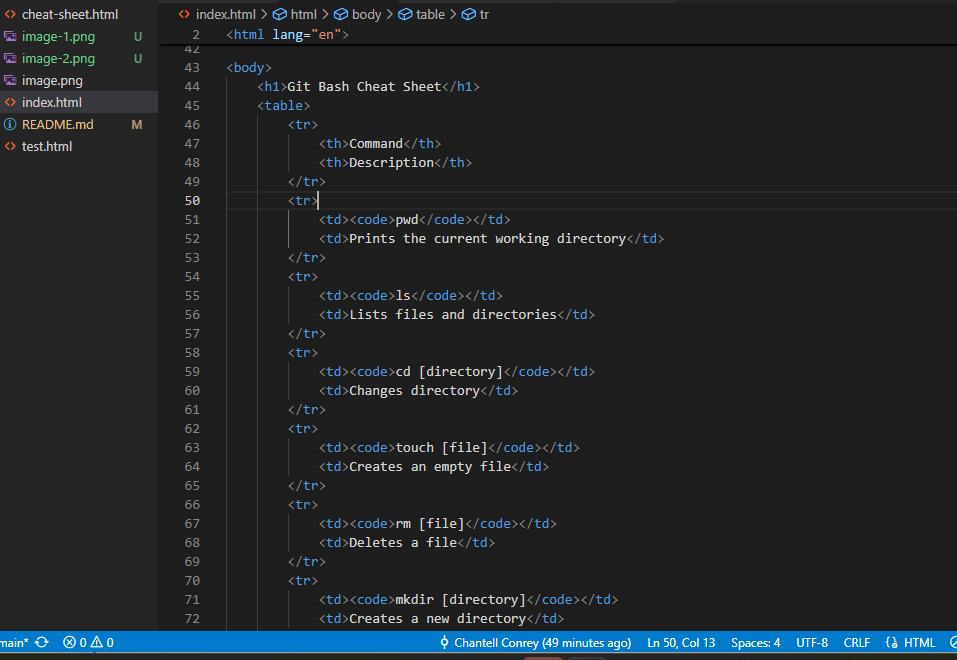 cheat-sheet.html
image-1.png U
image-2.png U
image.png
index.html
README.md M
test.html
index.html > html > body > table > tr
2 <html lang="en">
42
43 <body>
44 <h1>Git Bash Cheat Sheet</h1>
45 <table>
46 <tr>
47 <th>Command</th>
48 <th>Description</th>
49 </tr>
50 <tr>
51 <td><code>pwd</code></td>
52 <td>Prints the current working directory</td>
53 </tr>
54 <tr>
55 <td><code>ls</code></td>
56 <td>Lists files and directories</td>
57 </tr>
58 <tr>
59 <td><code>cd [directory]</code></td>
60 <td>Changes directory</td>
61 </tr>
62 <tr>
63 <td><code>touch [file]</code></td>
64 <td>Creates an empty file</td>
65 </tr>
66 <tr>
67 <td><code>rm [file]</code></td>
68 <td>Deletes a file</td>
69 </tr>
70 <tr>
71 <td><code>mkdir [directory]</code></td>
72 <td>Creates a new directory</td>
main* 0 0 Chantell Conrey (49 minutes ago) Ln 50, Col 13 Spaces: 4 UTF-8 CRLF HTML